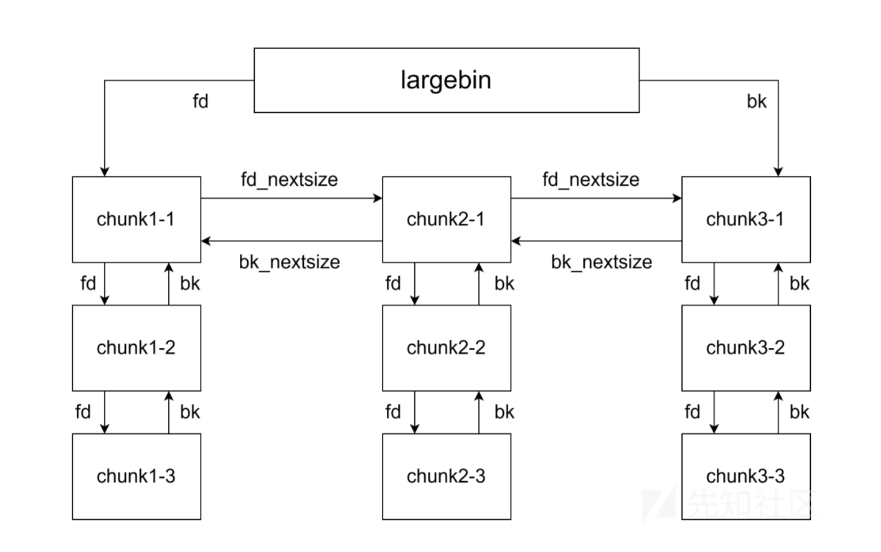 largebin
fd
bk
fd_nextsize
fd_nextsize
chunk1-1
chunk2-1
chunk3-1
bk_nextsize
bk_nextsize
fd
bk
fd
bk
fd
bk
chunk1-2
chunk2-2
chunk3-2
fd
bk
fd
bk
fd
bk
chunk1-3
chunk2-3
chunk3-3
先知社区